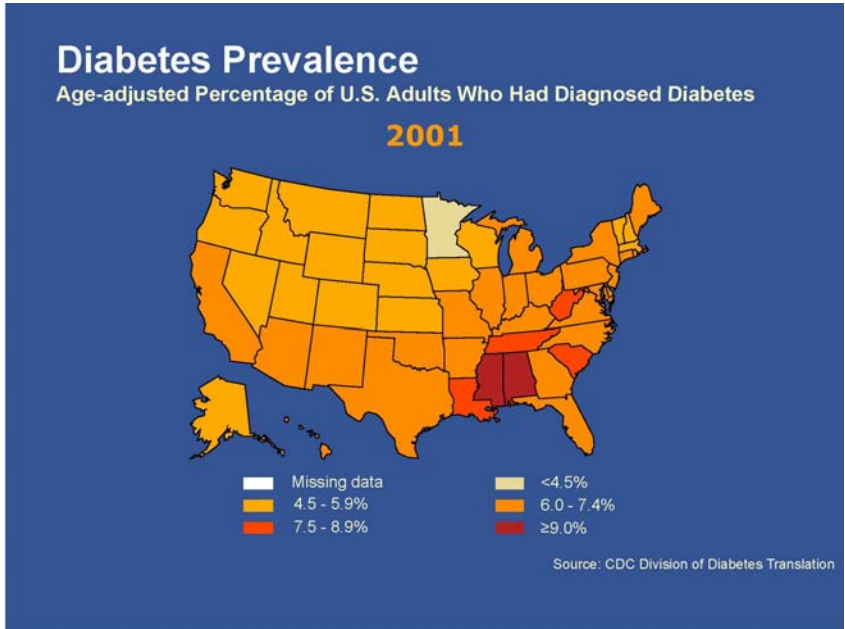 Diabetes Prevalence
Age-adjusted Percentage of U.S. Adults Who Had Diagnosed Diabetes
2001
Missing data
<4.5%
4.5 - 5.9%
6.0 - 7.4%
7.5 - 8.9%
≥9.0%
Source: CDC Division of Diabetes Translation